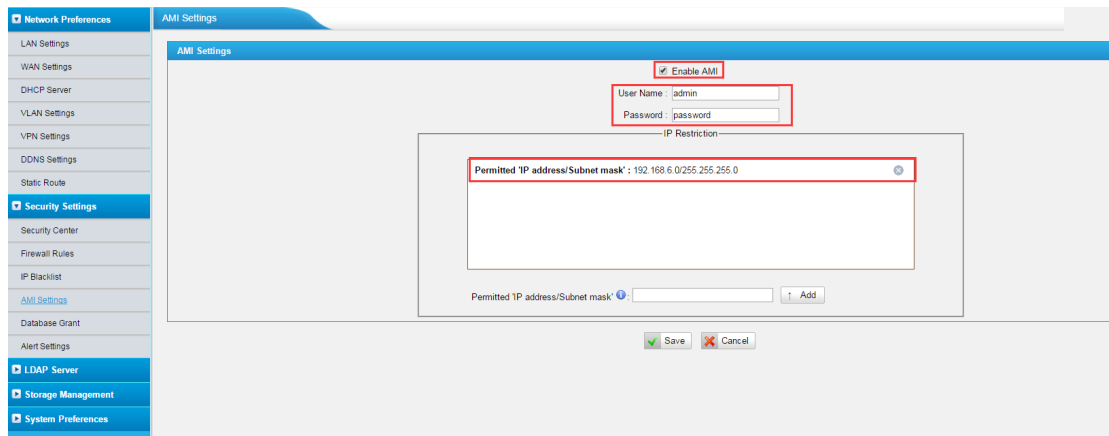 Network Preferences
LAN Settings
WAN Settings
DHCP Server
VLAN Settings
VPN Settings
DDNS Settings
Static Route
Security Settings
Security Center
Firewall Rules
IP Blacklist
AMI Settings
Database Grant
Alert Settings
LDAP Server
Storage Management
System Preferences
AMI Settings
AMI Settings
Enable AMI
User Name : admin
Password : password
IP Restriction
Permitted 'IP address/Subnet mask' : 192.168.6.0/255.255.255.0
Permitted 'IP address/Subnet mask' : Add
Save Cancel